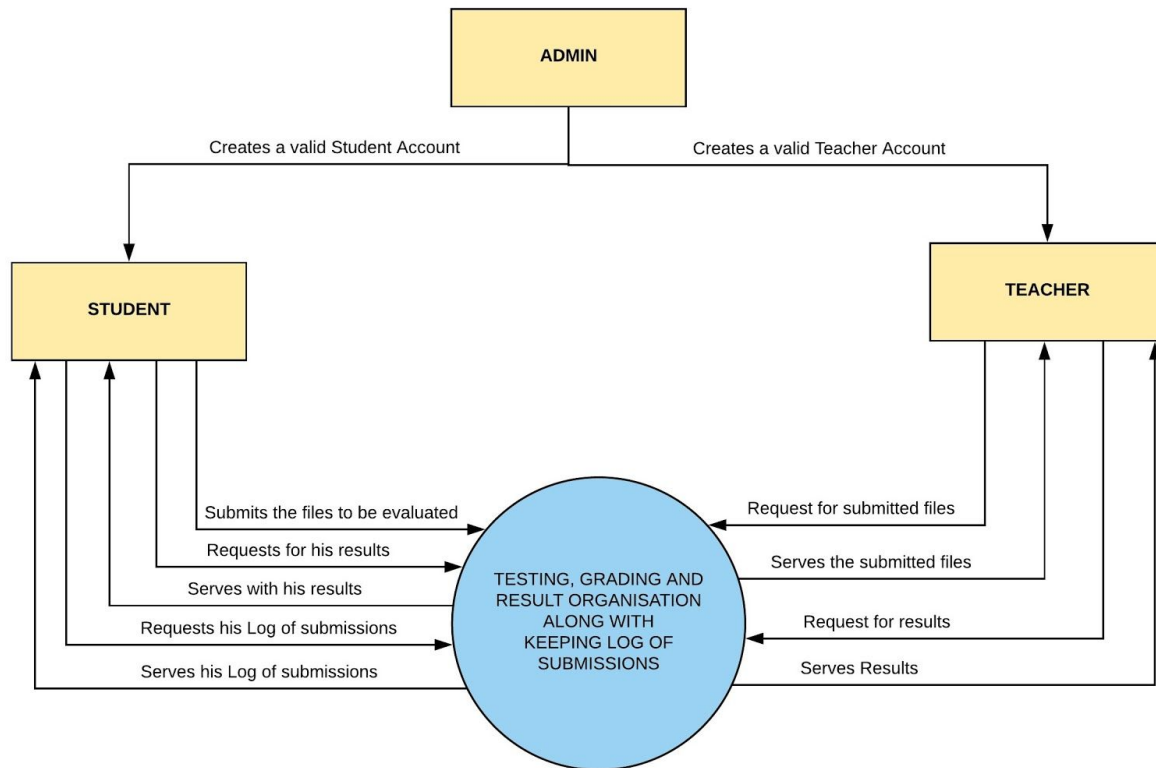 ADMIN
Creates a valid Student Account
Creates a valid Teacher Account
STUDENT
TEACHER
Submits the files to be evaluated
Requests for his results
Serves with his results
Requests his Log of submissions
Serves his Log of submissions
TESTING, GRADING AND
RESULT ORGANISATION
ALONG WITH
KEEPING LOG OF
SUBMISSIONS
Request for submitted files
Serves the submitted files
Request for results
Serves Results